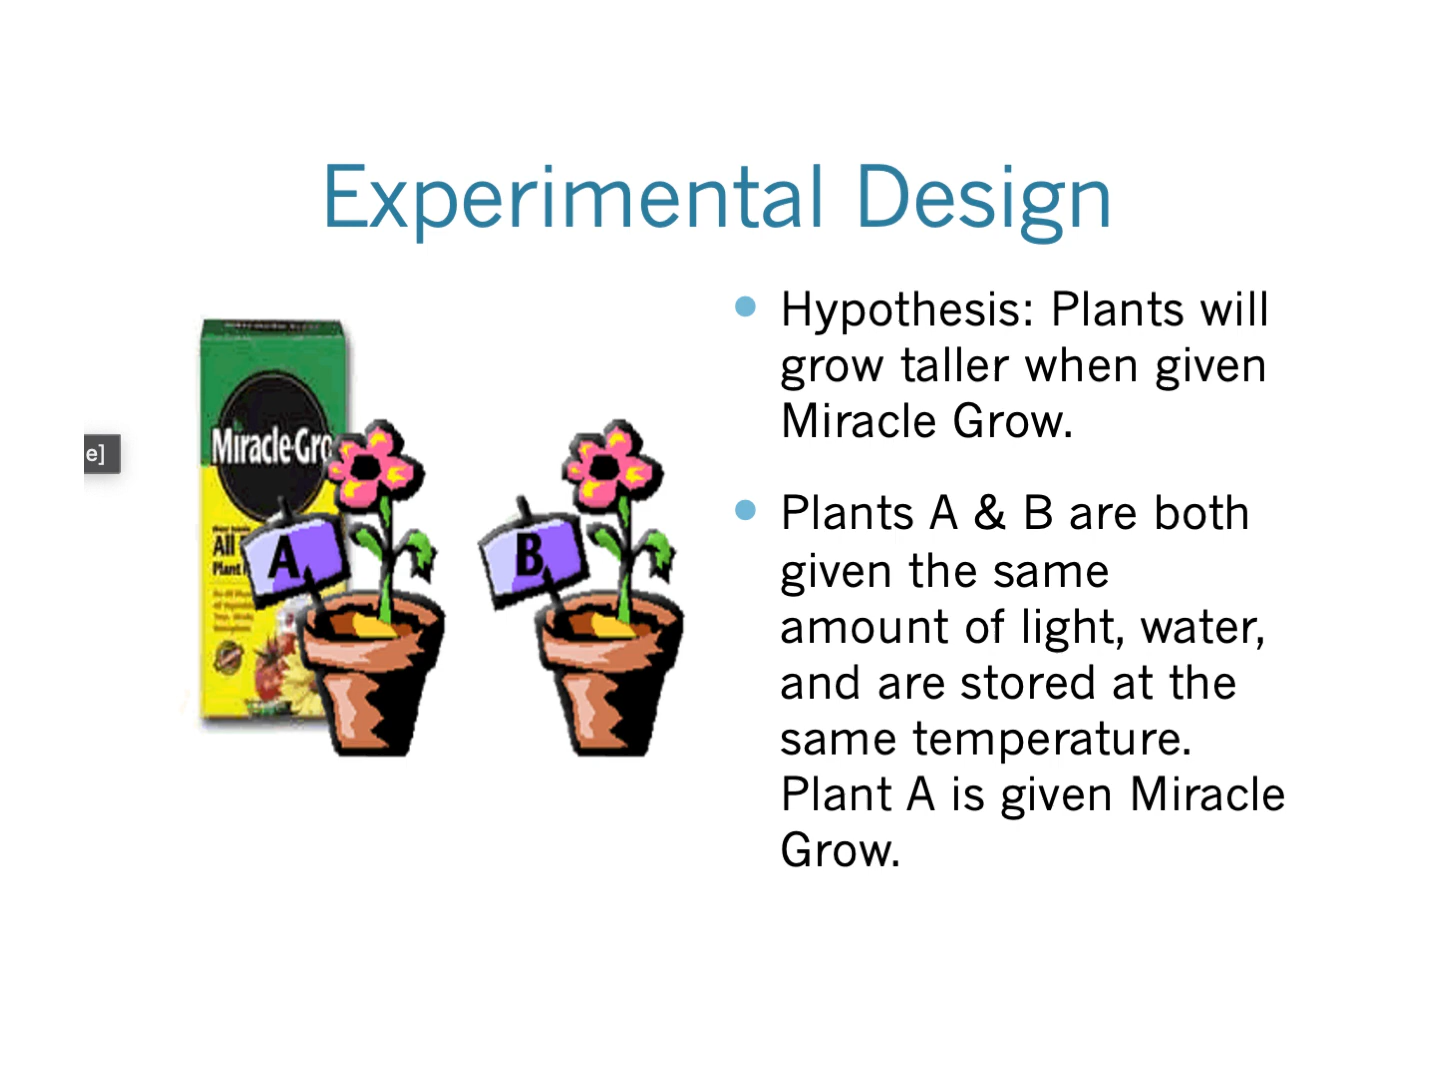 Experimental Design
Hypothesis: Plants will
grow taller when given
Miracle Grow.
Plants A & B are both
given the same
amount of light, water,
and are stored at the
same temperature.
Plant A is given Miracle
Grow.
e]
Miracle-Gro
All
Plant
A
B